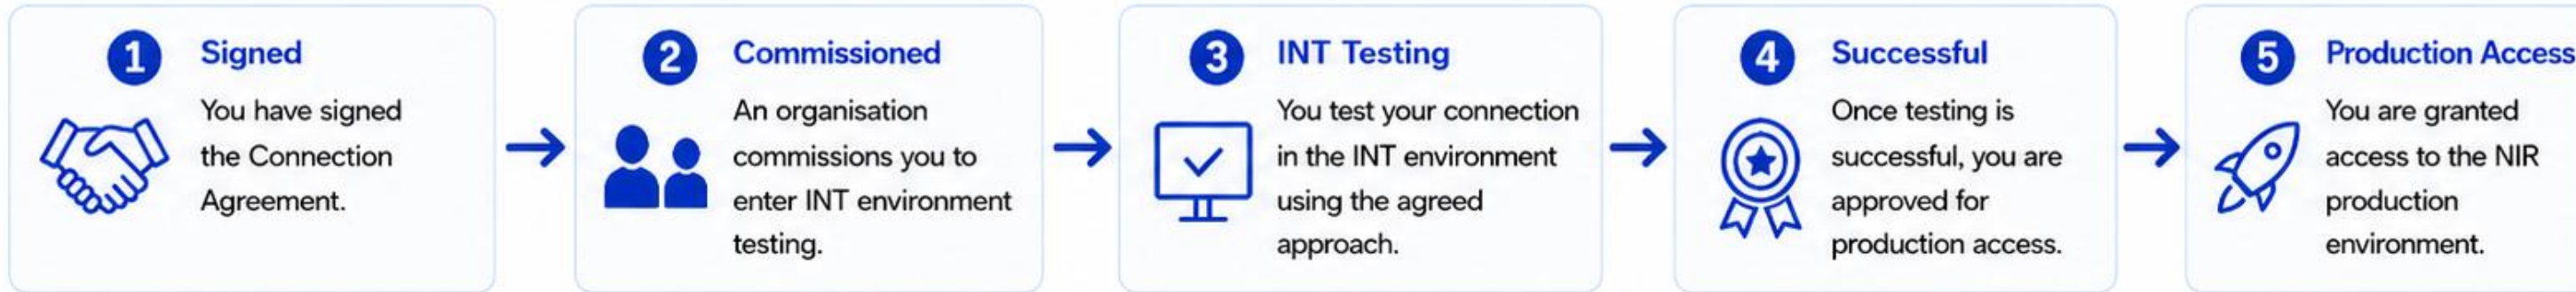 1 Signed
You have signed
the Connection
Agreement.
2 Commissioned
An organisation
commissions you to
enter INT environment
testing.
3 INT Testing
You test your connection
in the INT environment
using the agreed
approach.
4 Successful
Once testing is
successful, you are
approved for
production access.
5 Production Access
You are granted
access to the NIR
production
environment.